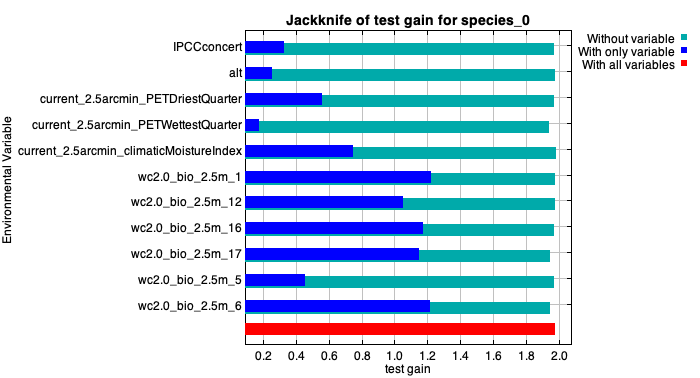 Jackknife of test gain for species_0
Environmental Variable
IPCCconcert
alt
current_2.5arcmin_PETDriestQuarter
current_2.5arcmin_PETWettestQuarter
current_2.5arcmin_climaticMoistureIndex
wc2.0_bio_2.5m_1
wc2.0_bio_2.5m_12
wc2.0_bio_2.5m_16
wc2.0_bio_2.5m_17
wc2.0_bio_2.5m_5
wc2.0_bio_2.5m_6
0.2 0.4 0.6 0.8 1.0 1.2 1.4 1.6 1.8 2.0
test gain
Without variable
With only variable
With all variables